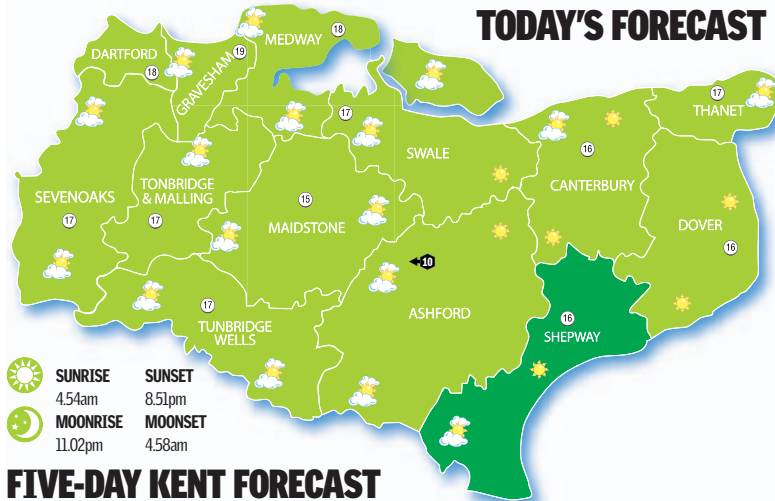 TODAY'S FORECAST
MEDWAY
18
DARTFORD
18
GRAVESHAM
19
THANET
17
17
SWALE
16
CANTERBURY
SEVENOAKS
17
TONBRIDGE
& MALLING
17
15
MAIDSTONE
DOVER
16
10
17
TUNBRIDGE
WELLS
ASHFORD
16
SHEPWAY
SUNRISE SUNSET
4.54am 8.51pm
MOONRISE MOONSET
11.02pm 4.58am
FIVE-DAY KENT FORECAST